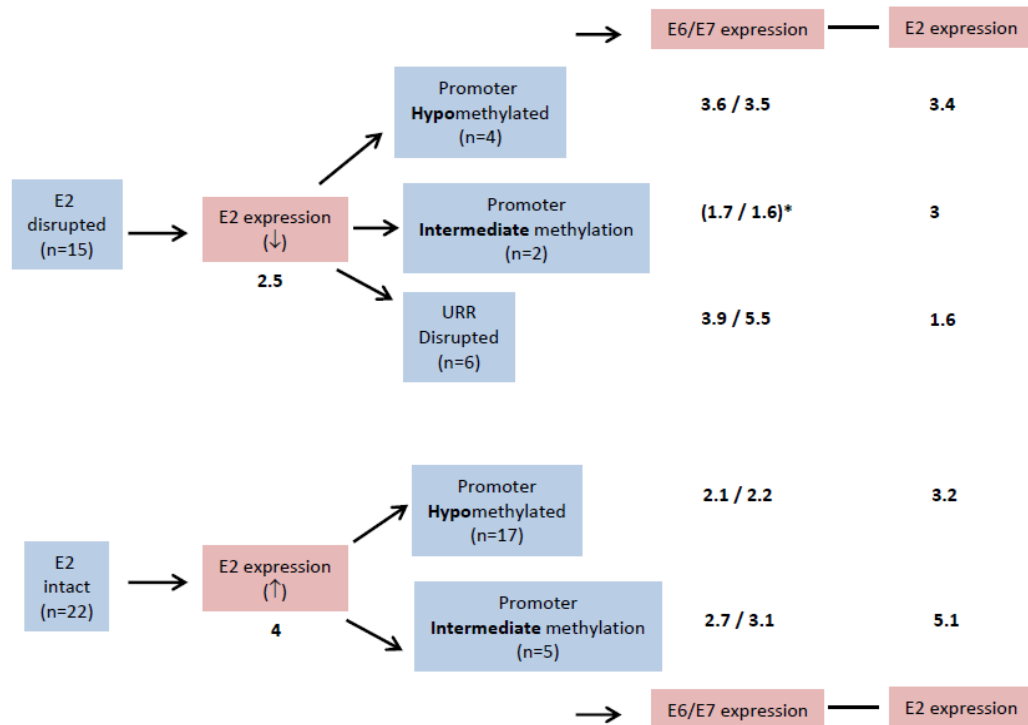 E6/E7 expression
E2 expression
Promoter
Hypomethylated
(n=4)
3.6 / 3.5
3.4
E2
disrupted
(n=15)
E2 expression
(↓)
2.5
Promoter
Intermediate methylation
(n=2)
(1.7 / 1.6)*
3
URR
Disrupted
(n=6)
3.9 / 5.5
1.6
Promoter
Hypomethylated
(n=17)
2.1 / 2.2
3.2
E2
intact
(n=22)
E2 expression
(↑)
4
Promoter
Intermediate methylation
(n=5)
2.7 / 3.1
5.1
E6/E7 expression
E2 expression